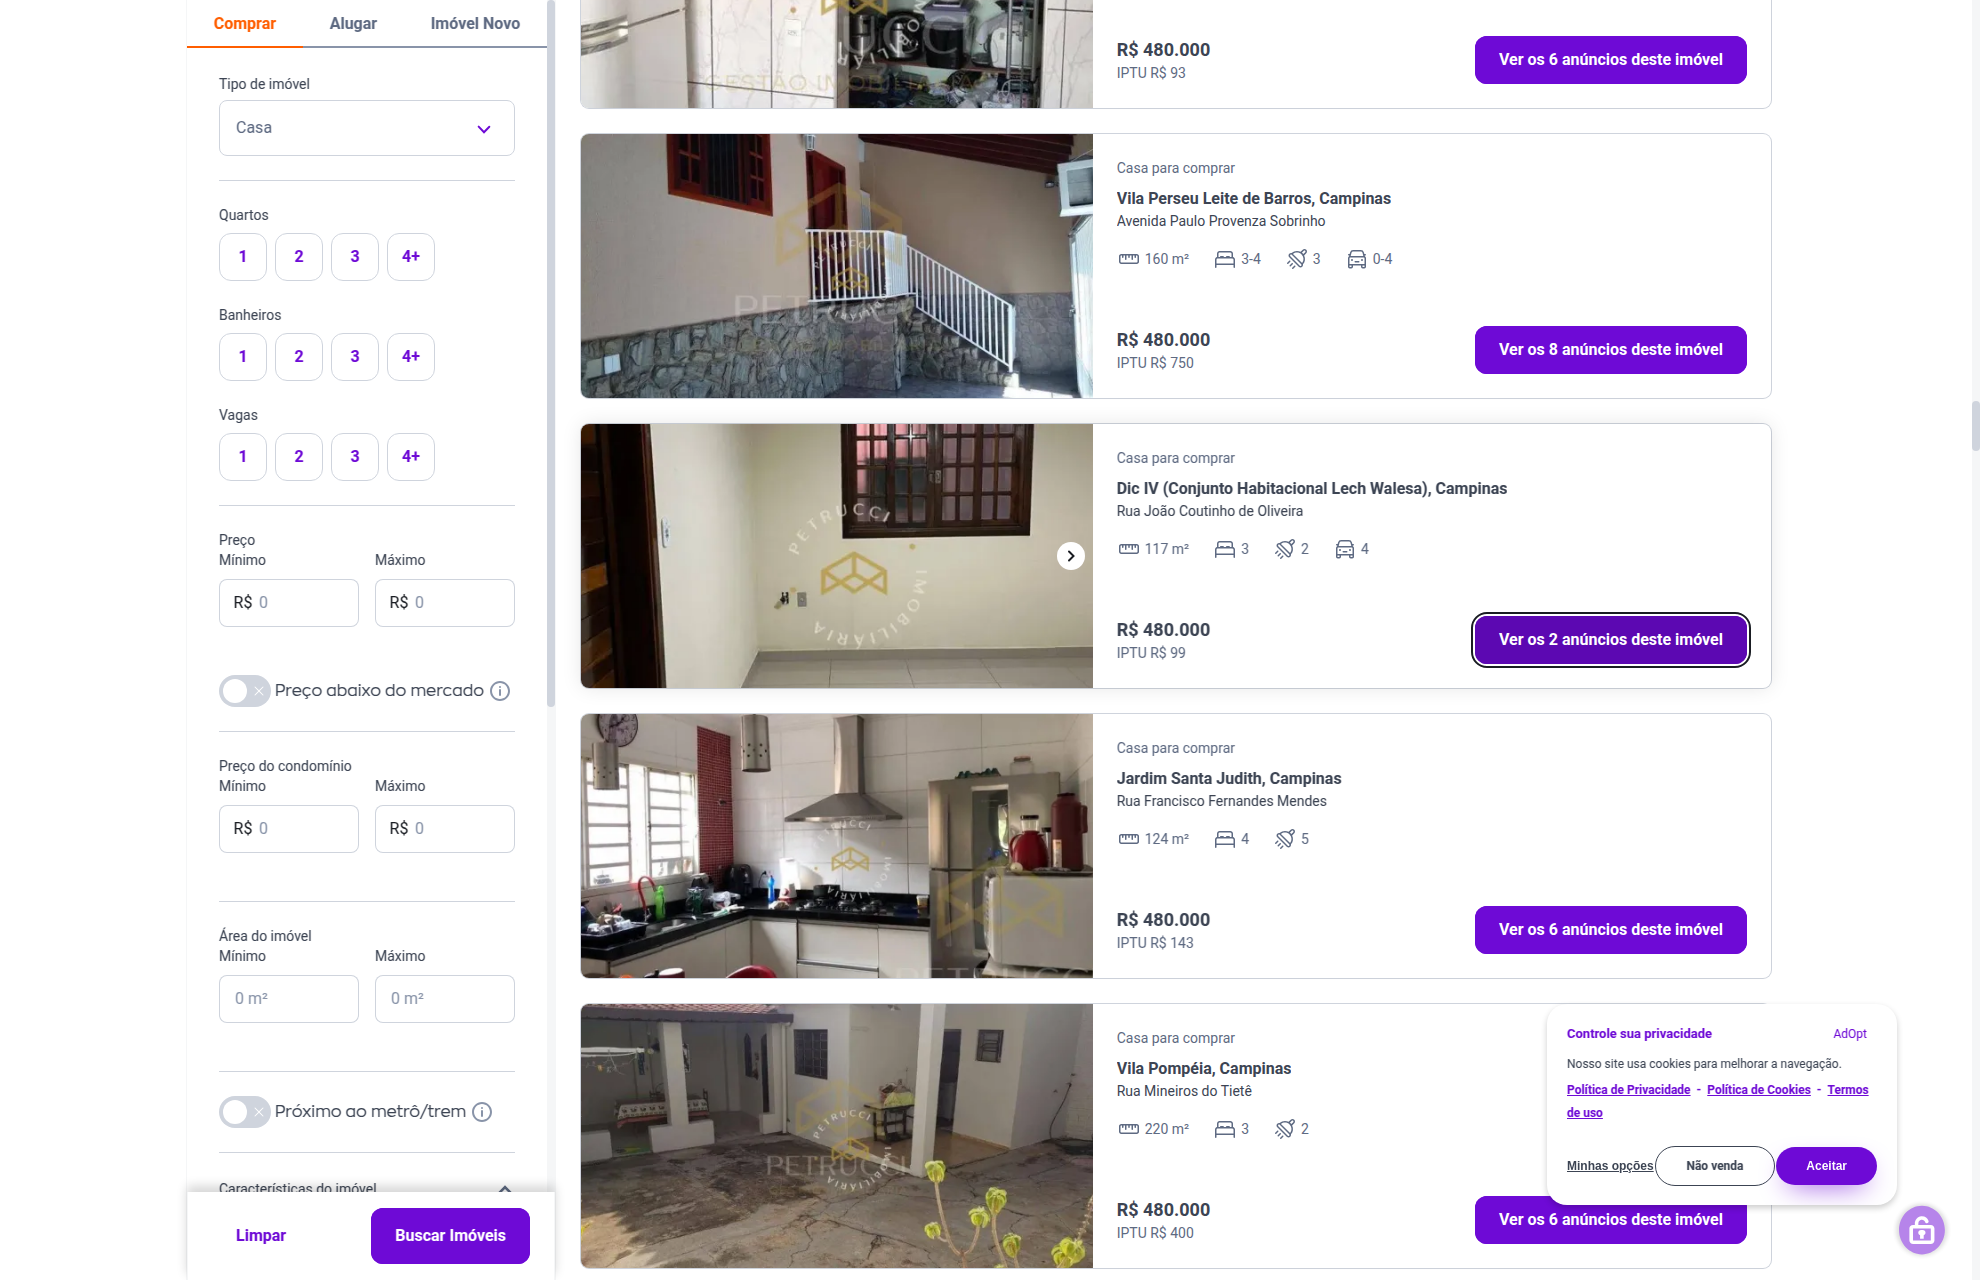 Comprar
Alugar
Imóvel Novo
Tipo de imóvel
Casa
Quartos
1
2
3
4+
Banheiros
1
2
3
4+
Vagas
1
2
3
4+
Preço
Mínimo
Máximo
R$ 0
R$ 0
Preço abaixo do mercado
Preço do condomínio
Mínimo
Máximo
R$ 0
R$ 0
Área do imóvel
Mínimo
Máximo
0 m²
0 m²
Próximo ao metrô/trem
Características do imóvel
Limpar
Buscar Imóveis
R$ 480.000
IPTU R$ 93
Ver os 6 anúncios deste imóvel
Casa para comprar
Vila Perseu Leite de Barros, Campinas
Avenida Paulo Provenza Sobrinho
160 m²
3-4
3
0-4
R$ 480.000
IPTU R$ 750
Ver os 8 anúncios deste imóvel
PETRUCCI
IMOBILIÁRIA
Casa para comprar
Dic IV (Conjunto Habitacional Lech Walesa), Campinas
Rua João Coutinho de Oliveira
117 m²
3
2
4
R$ 480.000
IPTU R$ 99
Ver os 2 anúncios deste imóvel
Casa para comprar
Jardim Santa Judith, Campinas
Rua Francisco Fernandes Mendes
124 m²
4
5
R$ 480.000
IPTU R$ 143
Ver os 6 anúncios deste imóvel
PETRUCCI
Casa para comprar
Vila Pompéia, Campinas
Rua Mineiros do Tietê
220 m²
3
2
R$ 480.000
IPTU R$ 400
Ver os 6 anúncios deste imóvel
Controle sua privacidade
AdOpt
Nosso site usa cookies para melhorar a navegação.
Política de Privacidade - Política de Cookies - Termos
de uso
Minhas opções
Não venda
Aceitar